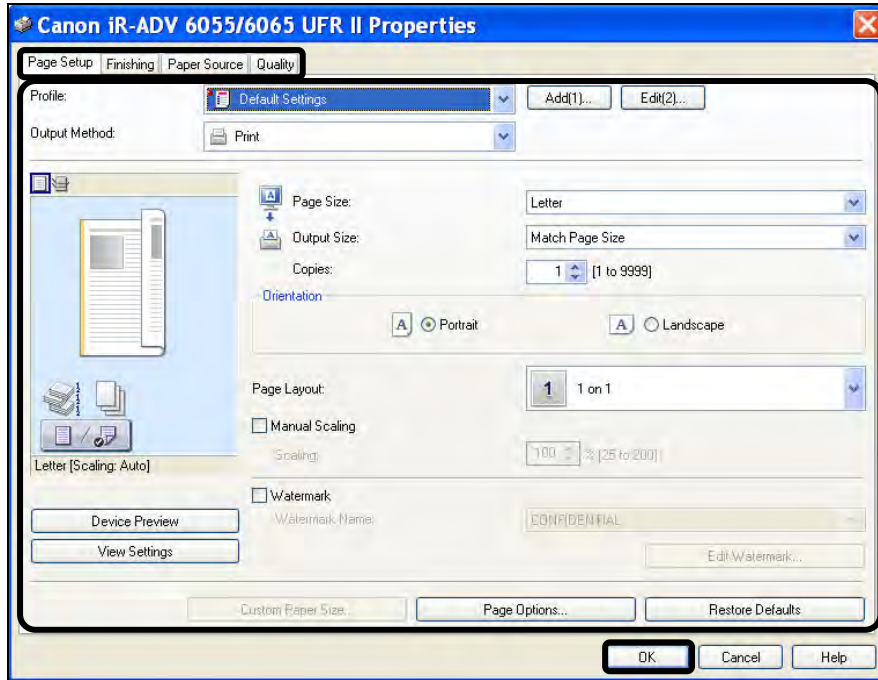 Canon iR-ADV 6055/6065 UFR II Properties
Page Setup Finishing Paper Source Quality
Profile: Default Settings Add(1)... Edit(2)...
Output Method: Print
Page Size: Letter
Output Size: Match Page Size
Copies: 1 [1 to 9999]
Orientation
A Portrait A Landscape
Page Layout: 1 1 on 1
Manual Scaling
Scaling: 100 % [25 to 200]
Letter [Scaling: Auto]
Watermark
Watermark Name: CONFIDENTIAL
Device Preview
View Settings
Edit Watermark...
Custom Paper Size... Page Options... Restore Defaults
OK Cancel Help